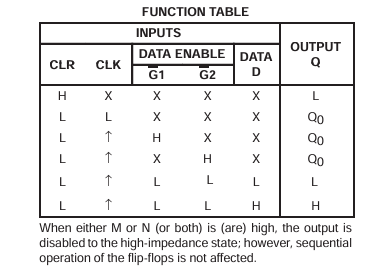 FUNCTION TABLE
INPUTS
OUTPUT
Q
CLR CLK DATA ENABLE DATA
D
G̅1 G̅2
H X X X X L
L L X X X Q0
L ↑ H X X Q0
L ↑ X H X Q0
L ↑ L L L L
L ↑ L L H H
When either M or N (or both) is (are) high, the output is
disabled to the high-impedance state; however, sequential
operation of the flip-flops is not affected.